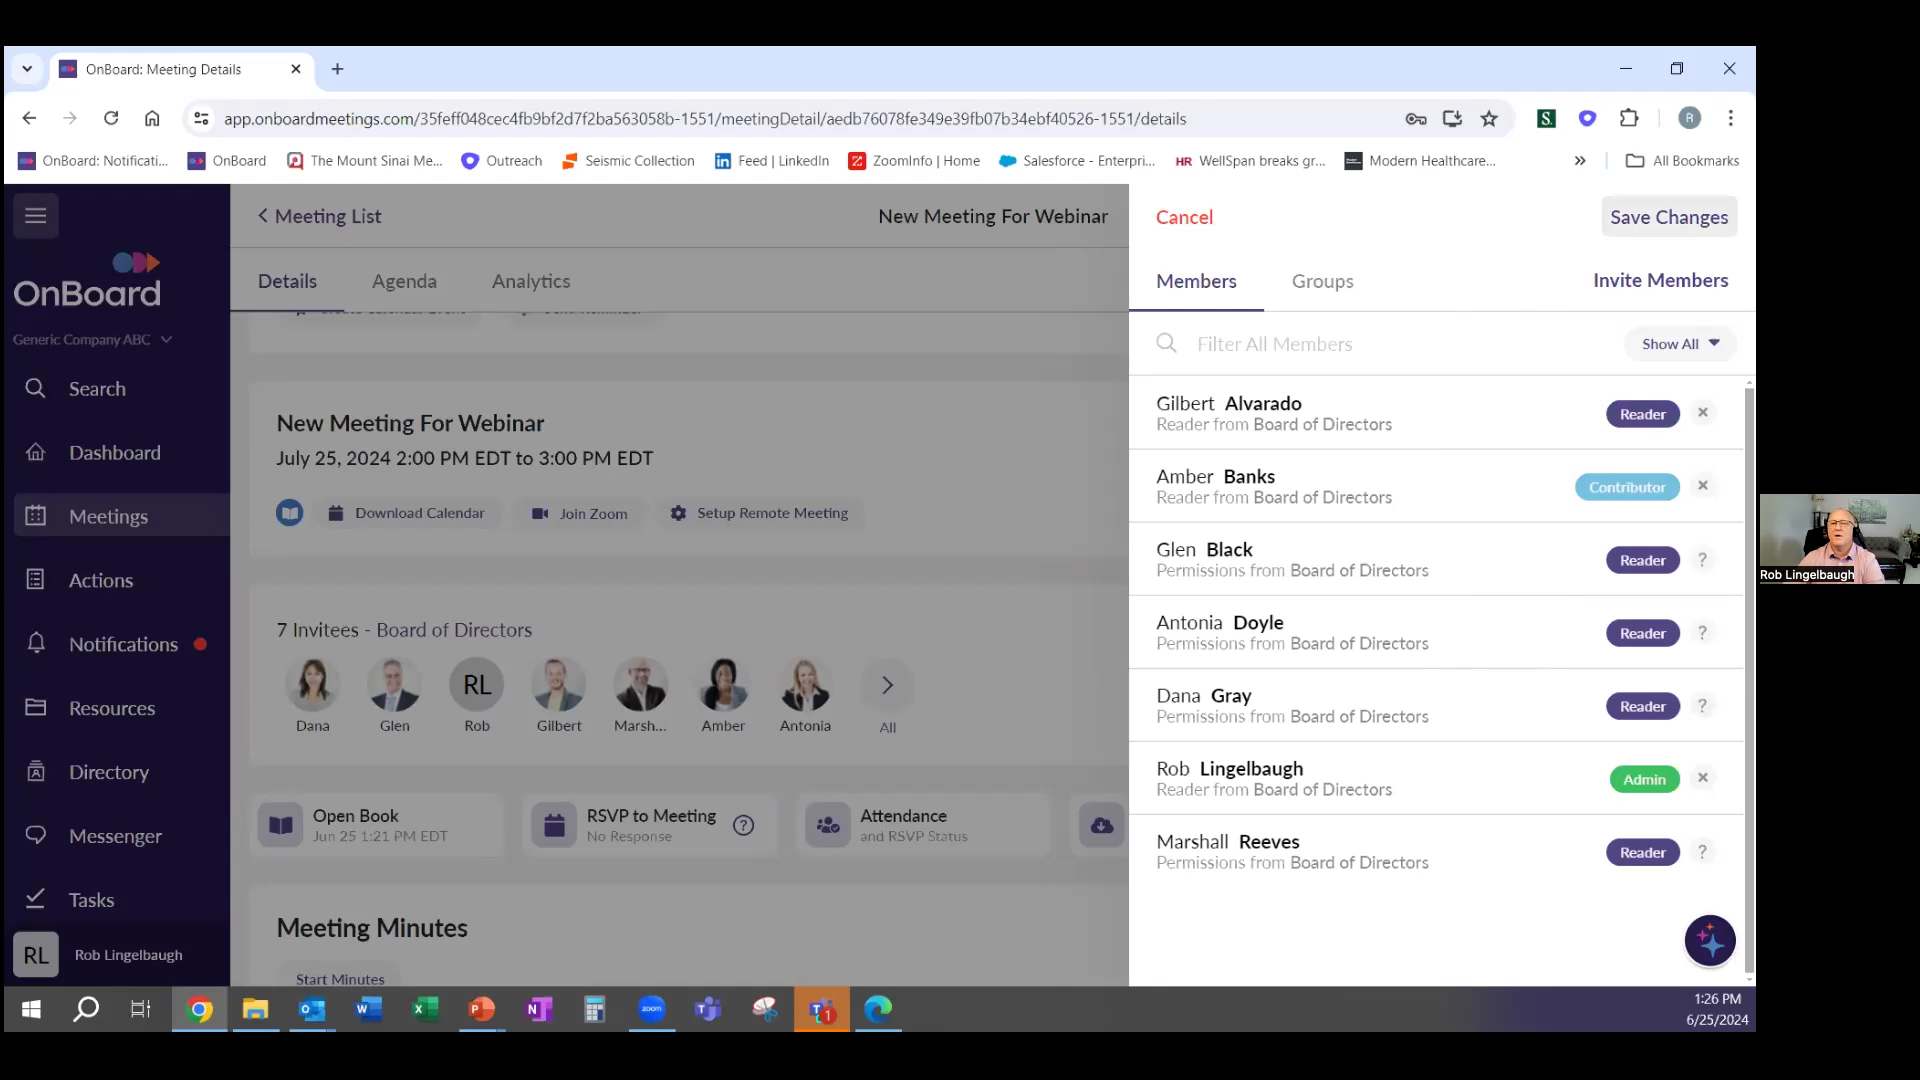 OnBoard: Meeting Details
app.onboardmeetings.com/35feff048cec4fb9bf2d7f2ba563058b-1551/meetingDetail/aedb76078fe349e39fb07b34ebf40526-1551/details
R
OnBoard: Notificati...
OnBoard
The Mount Sinai Me...
Outreach
Seismic Collection
Feed | LinkedIn
ZoomInfo | Home
Salesforce - Enterpri...
HR WellSpan breaks gr...
Modern Healthcare...
All Bookmarks
OnBoard
Generic Company ABC
Search
Dashboard
Meetings
Actions
Notifications
Resources
Directory
Messenger
Tasks
RL Rob Lingelbaugh
Meeting List
New Meeting For Webinar
Details
Agenda
Analytics
New Meeting For Webinar
July 25, 2024 2:00 PM EDT to 3:00 PM EDT
Download Calendar
Join Zoom
Setup Remote Meeting
7 Invitees - Board of Directors
RL
Dana
Glen
Rob
Gilbert
Marsh...
Amber
Antonia
All
Open Book
Jun 25 1:21 PM EDT
RSVP to Meeting
No Response
?
Attendance
and RSVP Status
Meeting Minutes
Start Minutes
Cancel
Save Changes
Members
Groups
Invite Members
Filter All Members
Show All
Gilbert Alvarado
Reader from Board of Directors
Reader
Amber Banks
Reader from Board of Directors
Contributor
Glen Black
Permissions from Board of Directors
Reader ?
Antonia Doyle
Permissions from Board of Directors
Reader ?
Dana Gray
Permissions from Board of Directors
Reader ?
Rob Lingelbaugh
Reader from Board of Directors
Admin
Marshall Reeves
Permissions from Board of Directors
Reader ?
Rob Lingelbaugh
zoom
1
1:26 PM
6/25/2024